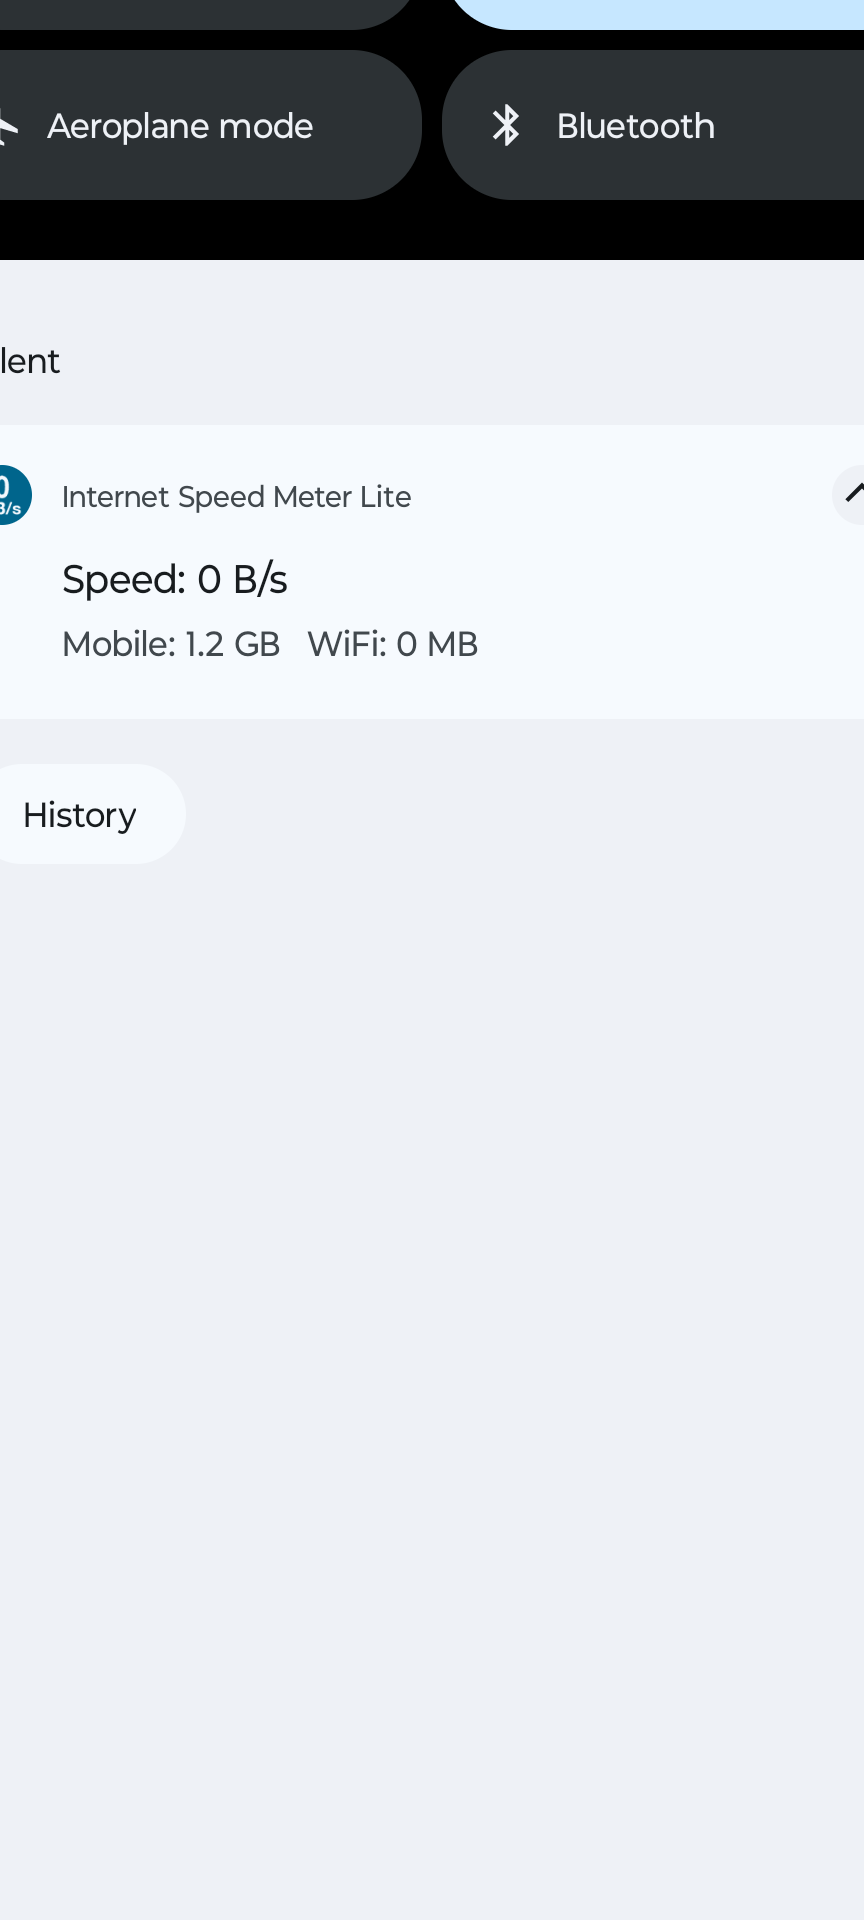 Aeroplane mode
Bluetooth
lent
0
B/s
Internet Speed Meter Lite
Speed: 0 B/s
Mobile: 1.2 GB WiFi: 0 MB
History